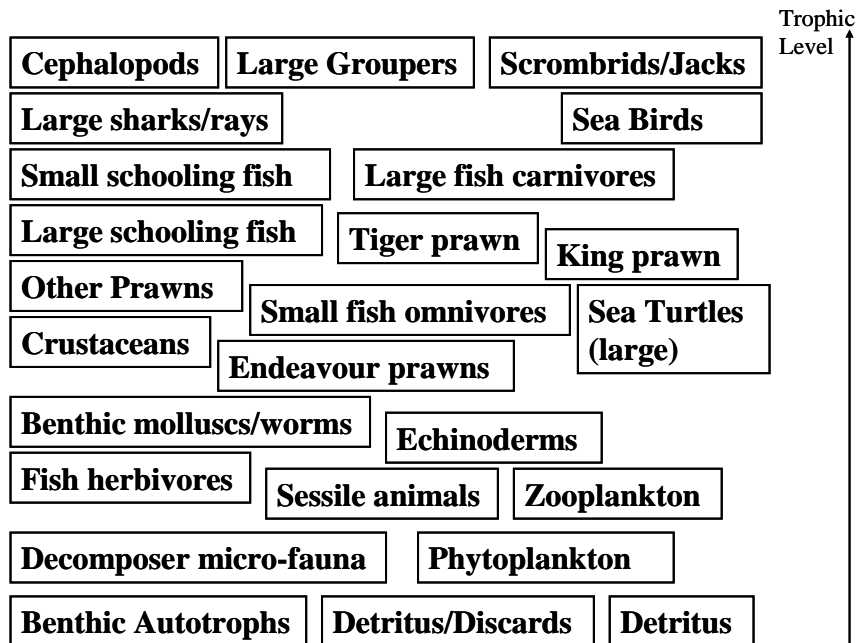 Trophic
Level
Cephalopods
Large Groupers
Scrombrids/Jacks
Large sharks/rays
Sea Birds
Small schooling fish
Large fish carnivores
Large schooling fish
Tiger prawn
King prawn
Other Prawns
Small fish omnivores
Sea Turtles
(large)
Crustaceans
Endeavour prawns
Benthic molluscs/worms
Echinoderms
Fish herbivores
Sessile animals
Zooplankton
Decomposer micro-fauna
Phytoplankton
Benthic Autotrophs
Detritus/Discards
Detritus